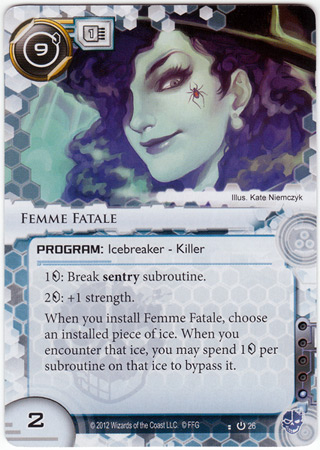 9
1
Illus. Kate Niemczyk
FEMME FATALE
PROGRAM: Icebreaker - Killer
1: Break sentry subroutine.
2: +1 strength.
When you install Femme Fatale, choose
an installed piece of ice. When you
encounter that ice, you may spend 1 per
subroutine on that ice to bypass it.
2
© 2012 Wizards of the Coast LLC. © FFG
26